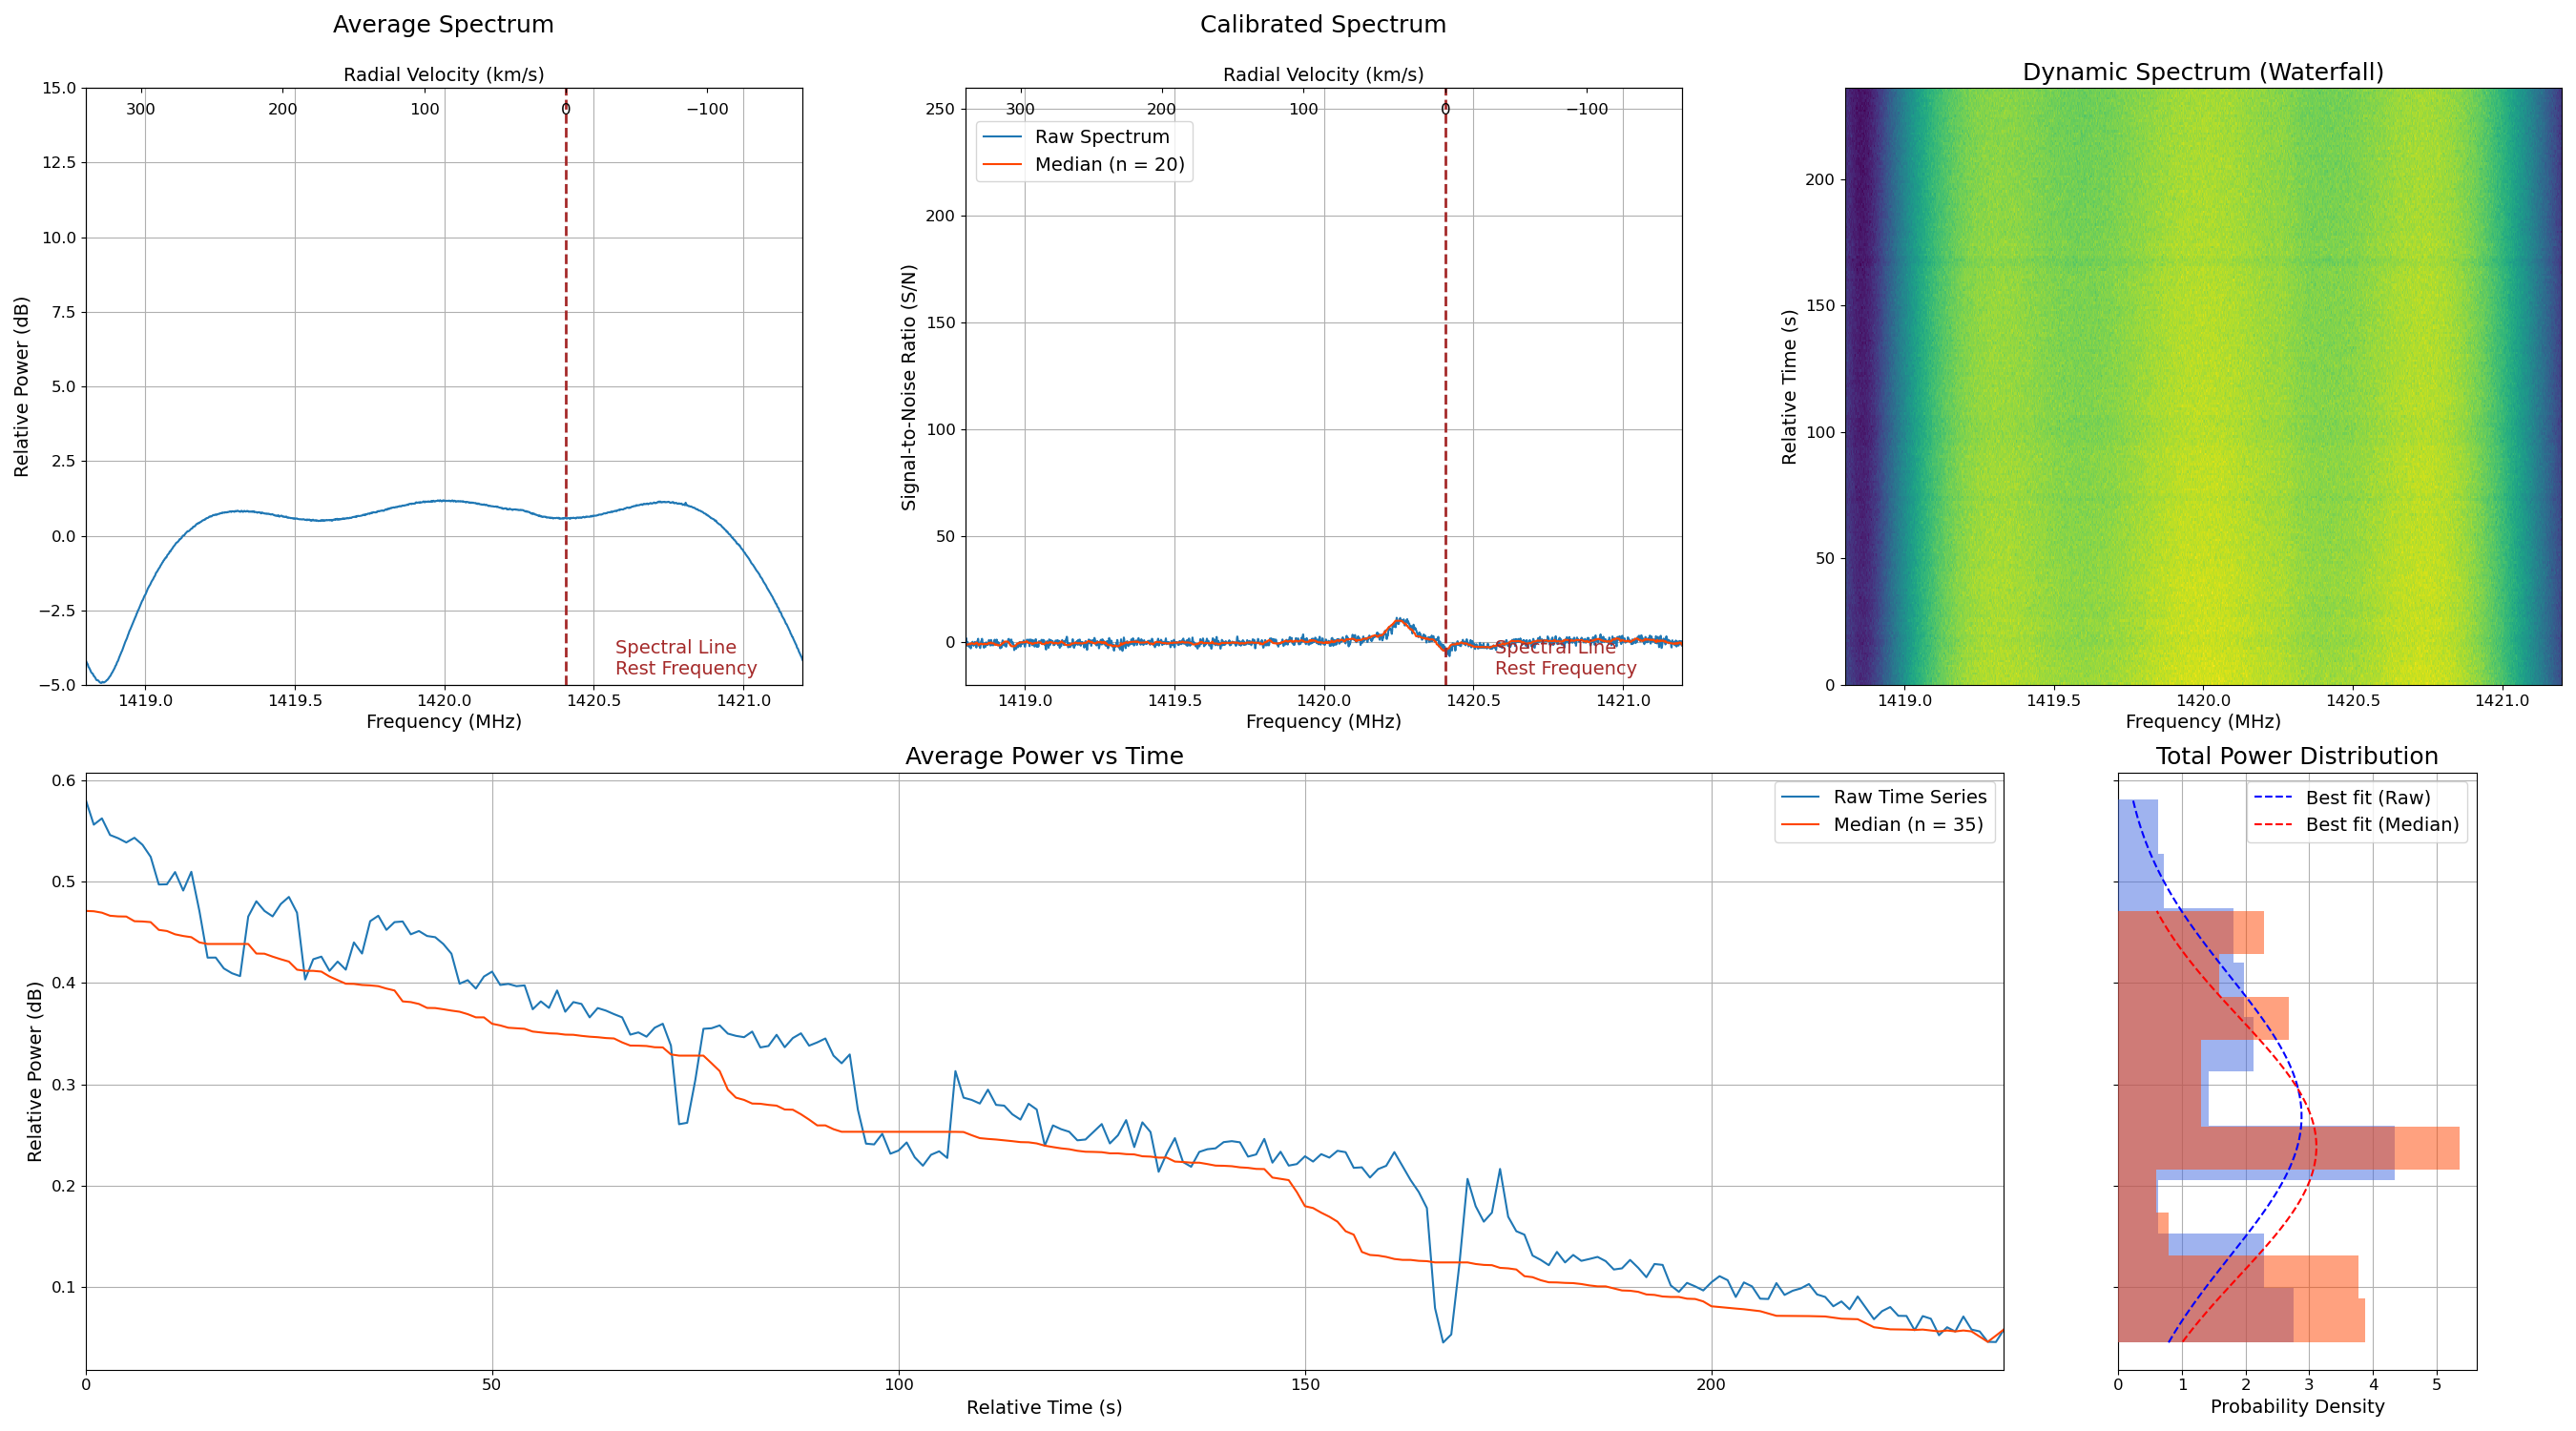 Average Spectrum
Radial Velocity (km/s)
300 200 100 0 −100
15.0
12.5
10.0
7.5
5.0
2.5
0.0
−2.5
−5.0
Relative Power (dB)
Spectral Line
Rest Frequency
1419.0 1419.5 1420.0 1420.5 1421.0
Frequency (MHz)
Calibrated Spectrum
Radial Velocity (km/s)
300 200 100 0 −100
Raw Spectrum
Median (n = 20)
250
200
150
100
50
0
Signal-to-Noise Ratio (S/N)
Spectral Line
Rest Frequency
1419.0 1419.5 1420.0 1420.5 1421.0
Frequency (MHz)
Dynamic Spectrum (Waterfall)
200
150
100
50
0
Relative Time (s)
1419.0 1419.5 1420.0 1420.5 1421.0
Frequency (MHz)
Average Power vs Time
0.6
0.5
0.4
0.3
0.2
0.1
Relative Power (dB)
Raw Time Series
Median (n = 35)
0 50 100 150 200
Relative Time (s)
Total Power Distribution
Best fit (Raw)
Best fit (Median)
0 1 2 3 4 5
Probability Density